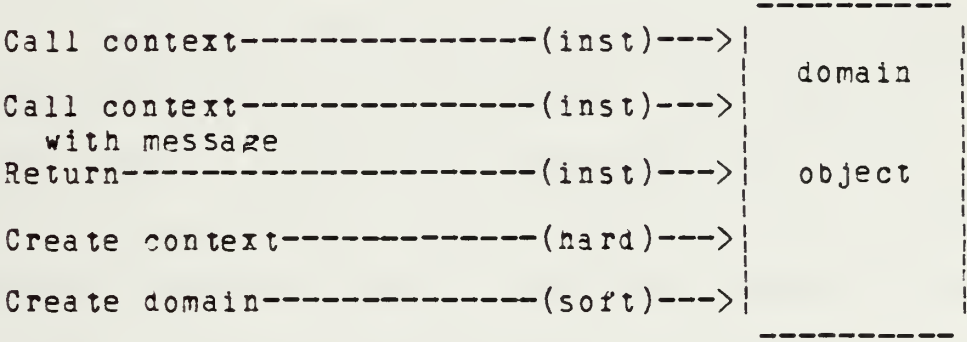 Call context----------------(inst)--->
domain
Call context----------------(inst)--->
with message
Return----------------------(inst)--->
object
Create context--------------(hard)--->
Create domain---------------(soft)--->